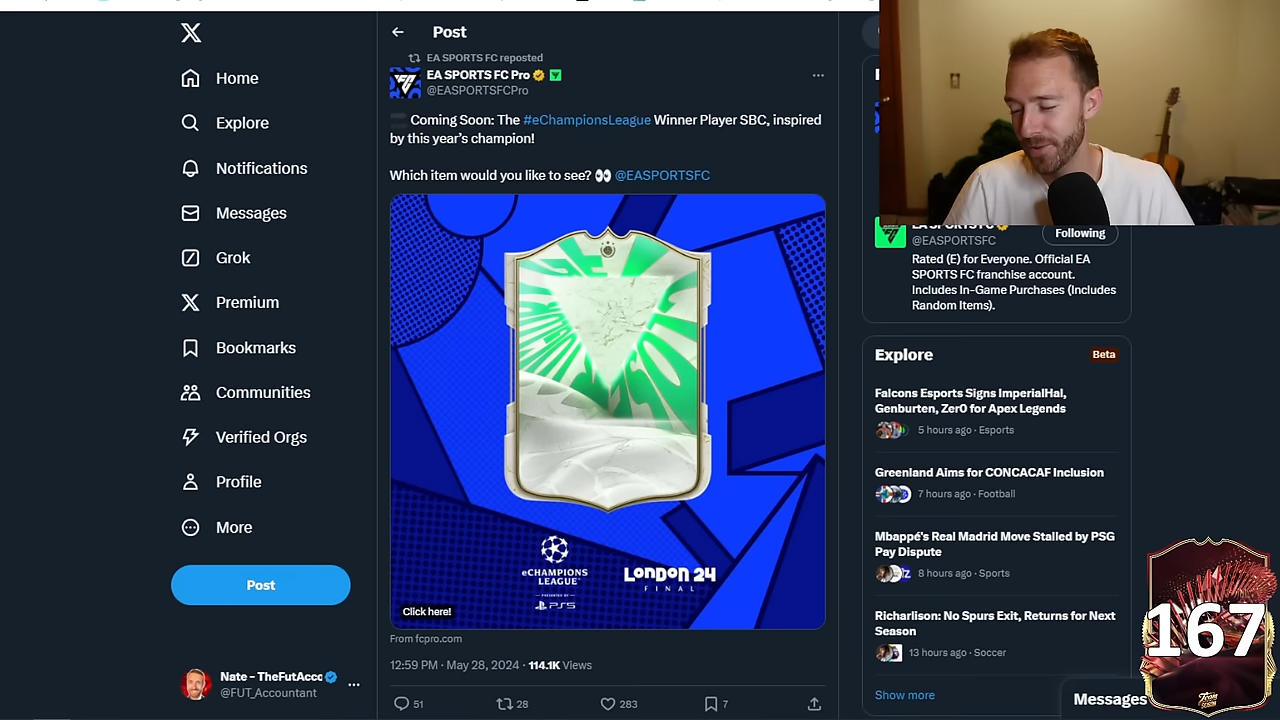 Home
Explore
Notifications
Messages
Grok
Premium
Bookmarks
Communities
Verified Orgs
Profile
More
Post
Nate - TheFutAcc
@FUT_Accountant
Post
EA SPORTS FC reposted
EA SPORTS FC Pro
@EASPORTSFCPro
Coming Soon: The #eChampionsLeague Winner Player SBC, inspired
by this year's champion!
Which item would you like to see? 👀 @EASPORTSFC
eCHAMPIONS
LEAGUE
PRESENTED BY
PS5
LONDON 24
FINAL
Click here!
From fcpro.com
12:59 PM · May 28, 2024 · 114.1K Views
51
28
283
7
@EASPORTSFC
Following
Rated (E) for Everyone. Official EA
SPORTS FC franchise account.
Includes In-Game Purchases (Includes
Random Items).
Explore
Beta
Falcons Esports Signs ImperialHal,
Genburten, Zer0 for Apex Legends
5 hours ago · Esports
Greenland Aims for CONCACAF Inclusion
7 hours ago · Football
Mbappé's Real Madrid Move Stalled by PSG
Pay Dispute
8 hours ago · Sports
Richarlison: No Spurs Exit, Returns for Next
Season
13 hours ago · Soccer
Show more
Messages
167